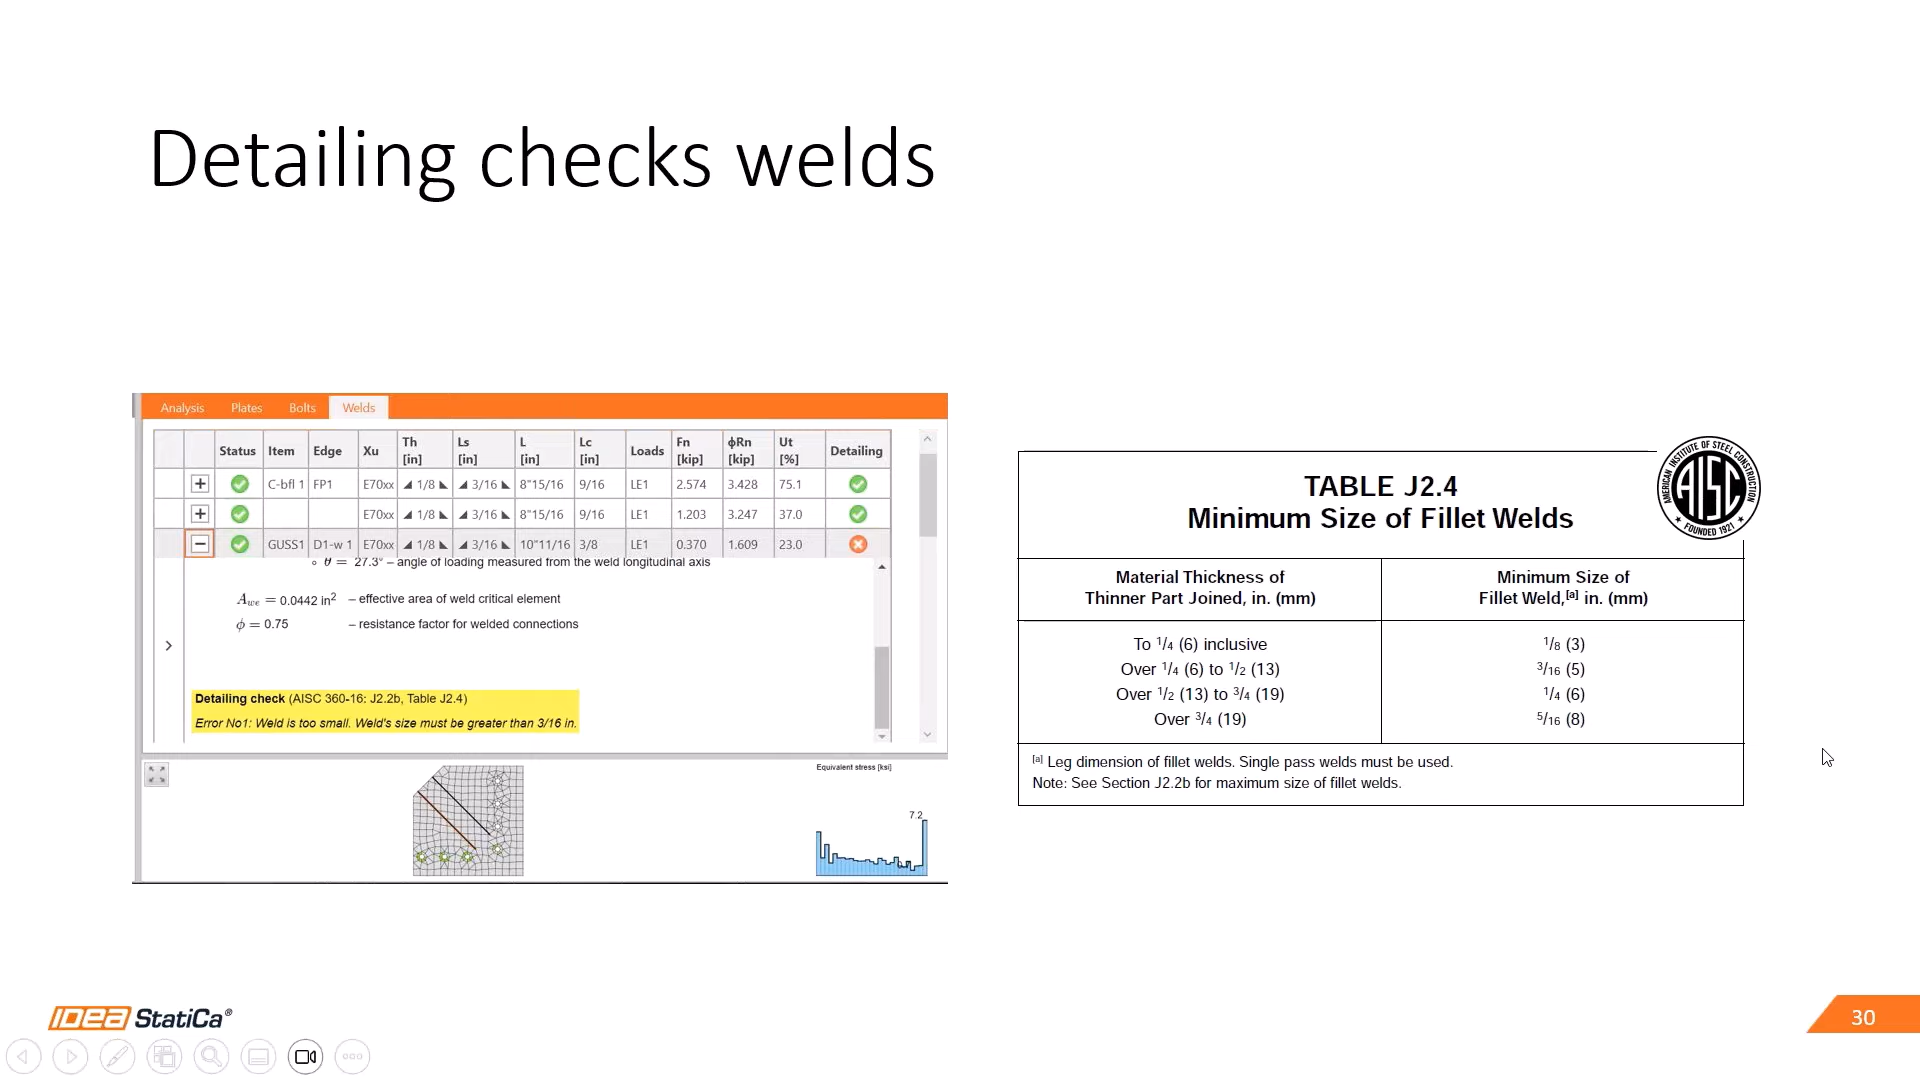 Detailing checks welds
Analysis Plates Bolts Welds
Status Item Edge Xu Th [in] Ls [in] L [in] Lc [in] Loads Fn [kip] ϕRn [kip] Ut [%] Detailing
C-bfl 1 FP1 E70xx ◢ 1/8 ◣ ◢ 3/16 ◣ 8"15/16 9/16 LE1 2.574 3.428 75.1
E70xx ◢ 1/8 ◣ ◢ 3/16 ◣ 8"15/16 9/16 LE1 1.203 3.247 37.0
GUSS1 D1-w 1 E70xx ◢ 1/8 ◣ ◢ 3/16 ◣ 10"11/16 3/8 LE1 0.370 1.609 23.0
θ = 27.3° – angle of loading measured from the weld longitudinal axis
Awe = 0.0442 in2 – effective area of weld critical element
ϕ = 0.75 – resistance factor for welded connections
Detailing check (AISC 360-16: J2.2b, Table J2.4)
Error No1: Weld is too small. Weld's size must be greater than 3/16 in.
Equivalent stress [ksi]
7.2
TABLE J2.4
Minimum Size of Fillet Welds
AMERICAN INSTITUTE OF STEEL CONSTRUCTION
AISC
FOUNDED 1921
Material Thickness of
Thinner Part Joined, in. (mm)
Minimum Size of
Fillet Weld,[a] in. (mm)
To 1/4 (6) inclusive 1/8 (3)
Over 1/4 (6) to 1/2 (13) 3/16 (5)
Over 1/2 (13) to 3/4 (19) 1/4 (6)
Over 3/4 (19) 5/16 (8)
[a] Leg dimension of fillet welds. Single pass welds must be used.
Note: See Section J2.2b for maximum size of fillet welds.
IDEA StatiCa®
30